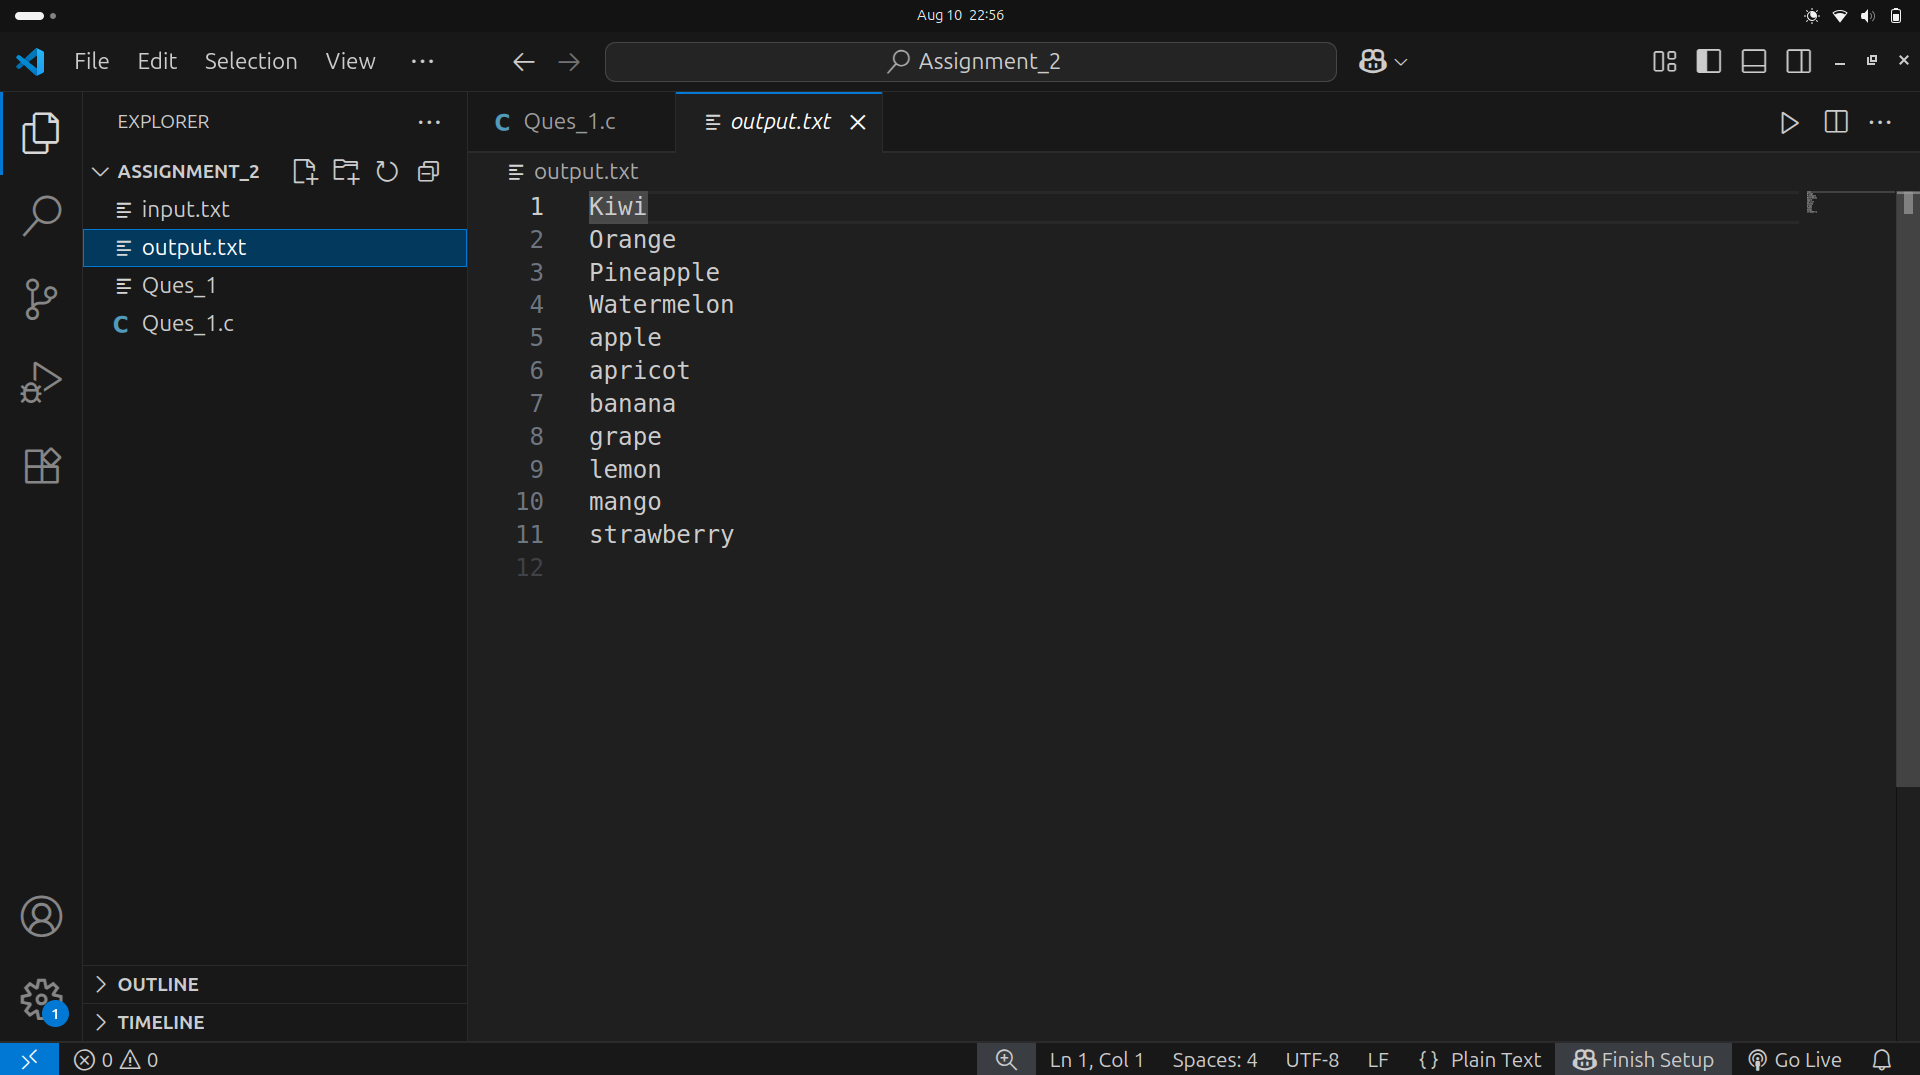 Aug 10 22:56
File Edit Selection View ···
Assignment_2
EXPLORER ···
ASSIGNMENT_2
input.txt
output.txt
Ques_1
C Ques_1.c
OUTLINE
TIMELINE
C Ques_1.c
output.txt
output.txt
1 Kiwi
2 Orange
3 Pineapple
4 Watermelon
5 apple
6 apricot
7 banana
8 grape
9 lemon
10 mango
11 strawberry
12
1
0 0
Ln 1, Col 1 Spaces: 4 UTF-8 LF {} Plain Text Finish Setup Go Live